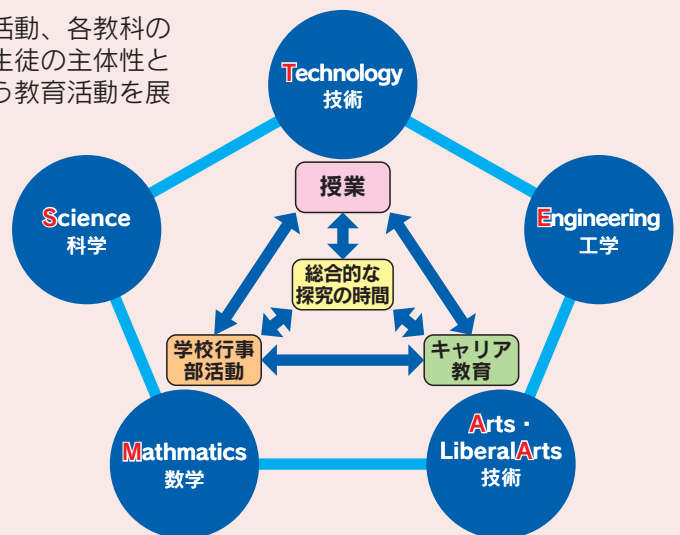 活動、各教科の
生徒の主体性と
う教育活動を展
Technology
技術
Science
科学
Engineering
工学
授業
総合的な
探究の時間
学校行事
部活動
キャリア
教育
Mathmatics
数学
Arts・
LiberalArts
技術